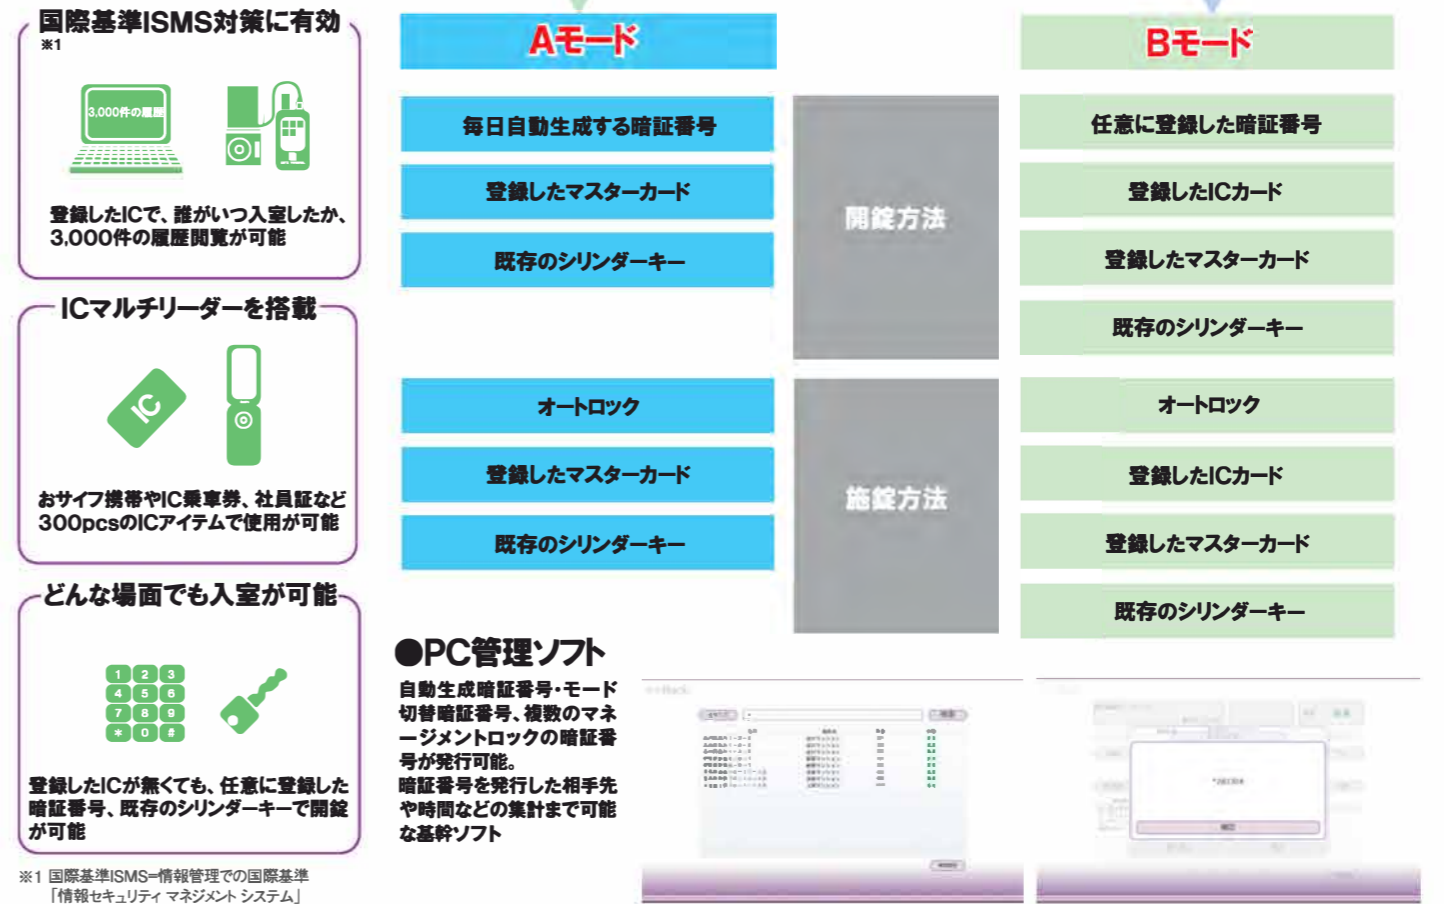 国際基準ISMS対策に有効
※1
3,000件の履歴
登録したICで、誰がいつ入室したか、
3,000件の履歴閲覧が可能
ICマルチリーダーを搭載
IC
おサイフ携帯やIC乗車券、社員証など
300pcsのICアイテムで使用が可能
どんな場面でも入室が可能
1 2 3
4 5 6
7 8 9
* 0 #
登録したICが無くても、任意に登録した
暗証番号、既存のシリンダーキーで開錠
が可能
※1 国際基準ISMS=情報管理での国際基準
「情報セキュリティ マネジメント システム」
Aモード
毎日自動生成する暗証番号
登録したマスターカード
既存のシリンダーキー
オートロック
登録したマスターカード
既存のシリンダーキー
開錠方法
施錠方法
Bモード
任意に登録した暗証番号
登録したICカード
登録したマスターカード
既存のシリンダーキー
オートロック
登録したICカード
登録したマスターカード
既存のシリンダーキー
●PC管理ソフト
自動生成暗証番号・モード
切替暗証番号、複数のマネ
ージメントロックの暗証番
号が発行可能。
暗証番号を発行した相手先
や時間などの集計まで可能
な基幹ソフト